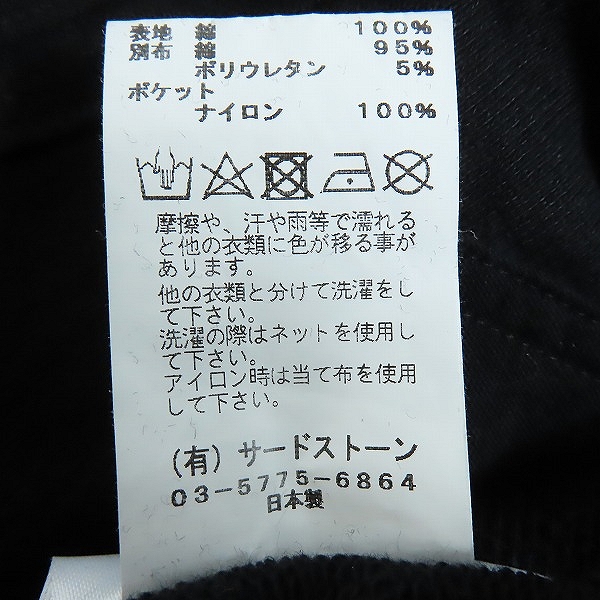 表地 綿 100%
別布 綿 95%
ポリウレタン 5%
ポケット
ナイロン 100%
摩擦や、汗や雨等で濡れる
と他の衣類に色が移る事が
あります。
他の衣類と分けて洗濯をし
て下さい。
洗濯の際はネットを使用し
て下さい。
アイロン時は当て布を使用
して下さい。
(有) サードストーン
03-5775-6864
日本製